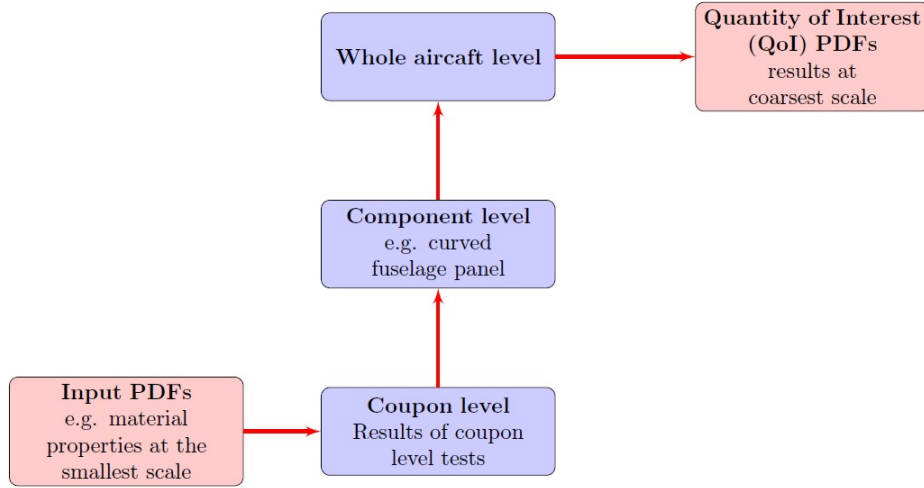 Whole aircaft level
Quantity of Interest
(QoI) PDFs
results at
coarsest scale
Component level
e.g. curved
fuselage panel
Input PDFs
e.g. material
properties at the
smallest scale
Coupon level
Results of coupon
level tests